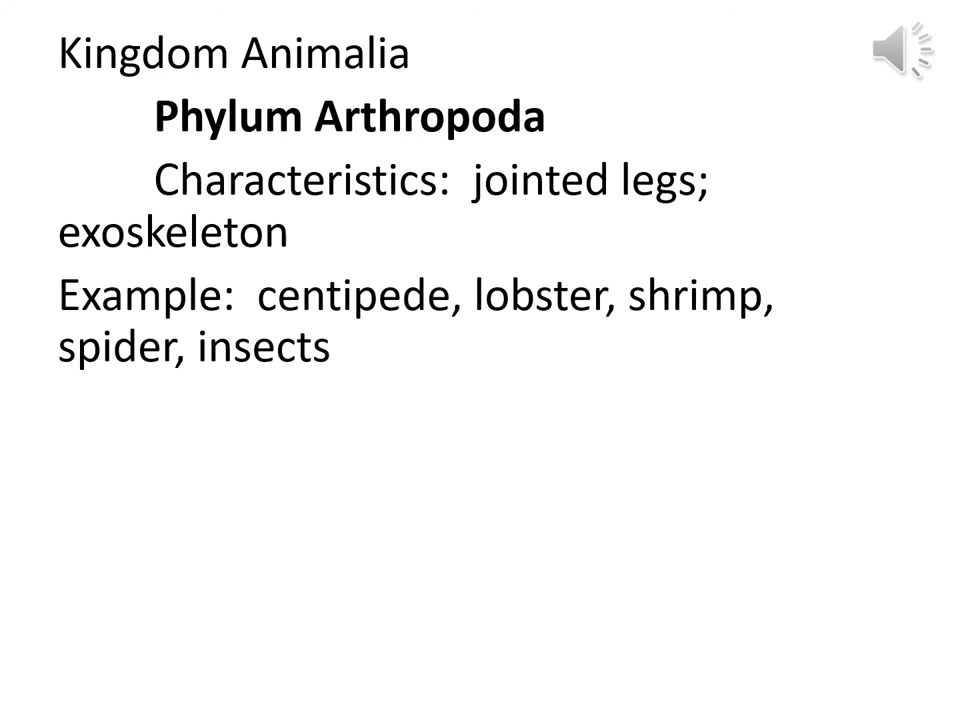 Kingdom Animalia
Phylum Arthropoda
Characteristics:  jointed legs;
exoskeleton
Example:  centipede, lobster, shrimp,
spider, insects